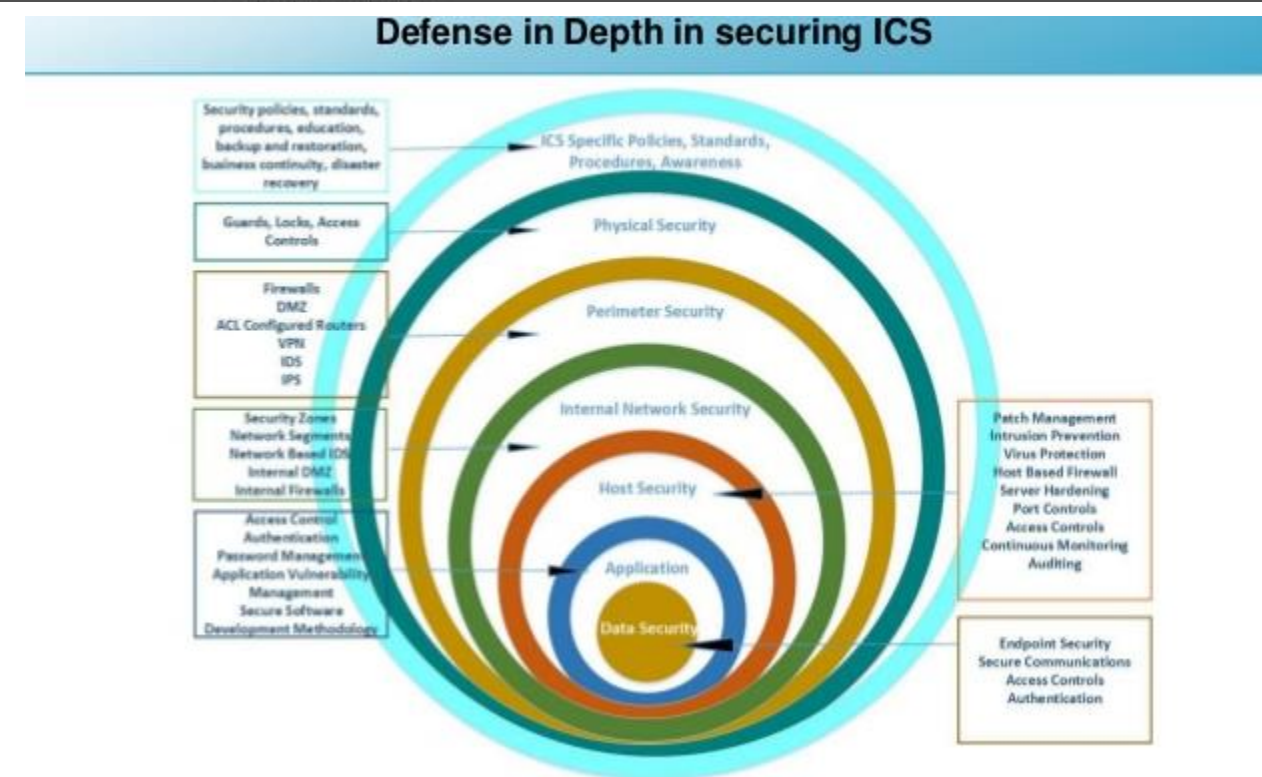 Defense in Depth in securing ICS
Security policies, standards,
procedures, education,
backup and restoration,
business continuity, disaster
recovery
Guards, Locks, Access
Controls
Firewalls
DMZ
ACL Configured Routers
VPN
IDS
IPS
Security Zones
Network Segments
Network Based IDS
Internal DMZ
Internal Firewalls
Access Control
Authentication
Password Management
Application Vulnerability
Management
Secure Software
Development Methodology
ICS Specific Policies, Standards,
Procedures, Awareness
Physical Security
Perimeter Security
Internal Network Security
Host Security
Application
Data Security
Patch Management
Intrusion Prevention
Virus Protection
Host Based Firewall
Server Hardening
Port Controls
Access Controls
Continuous Monitoring
Auditing
Endpoint Security
Secure Communications
Access Controls
Authentication